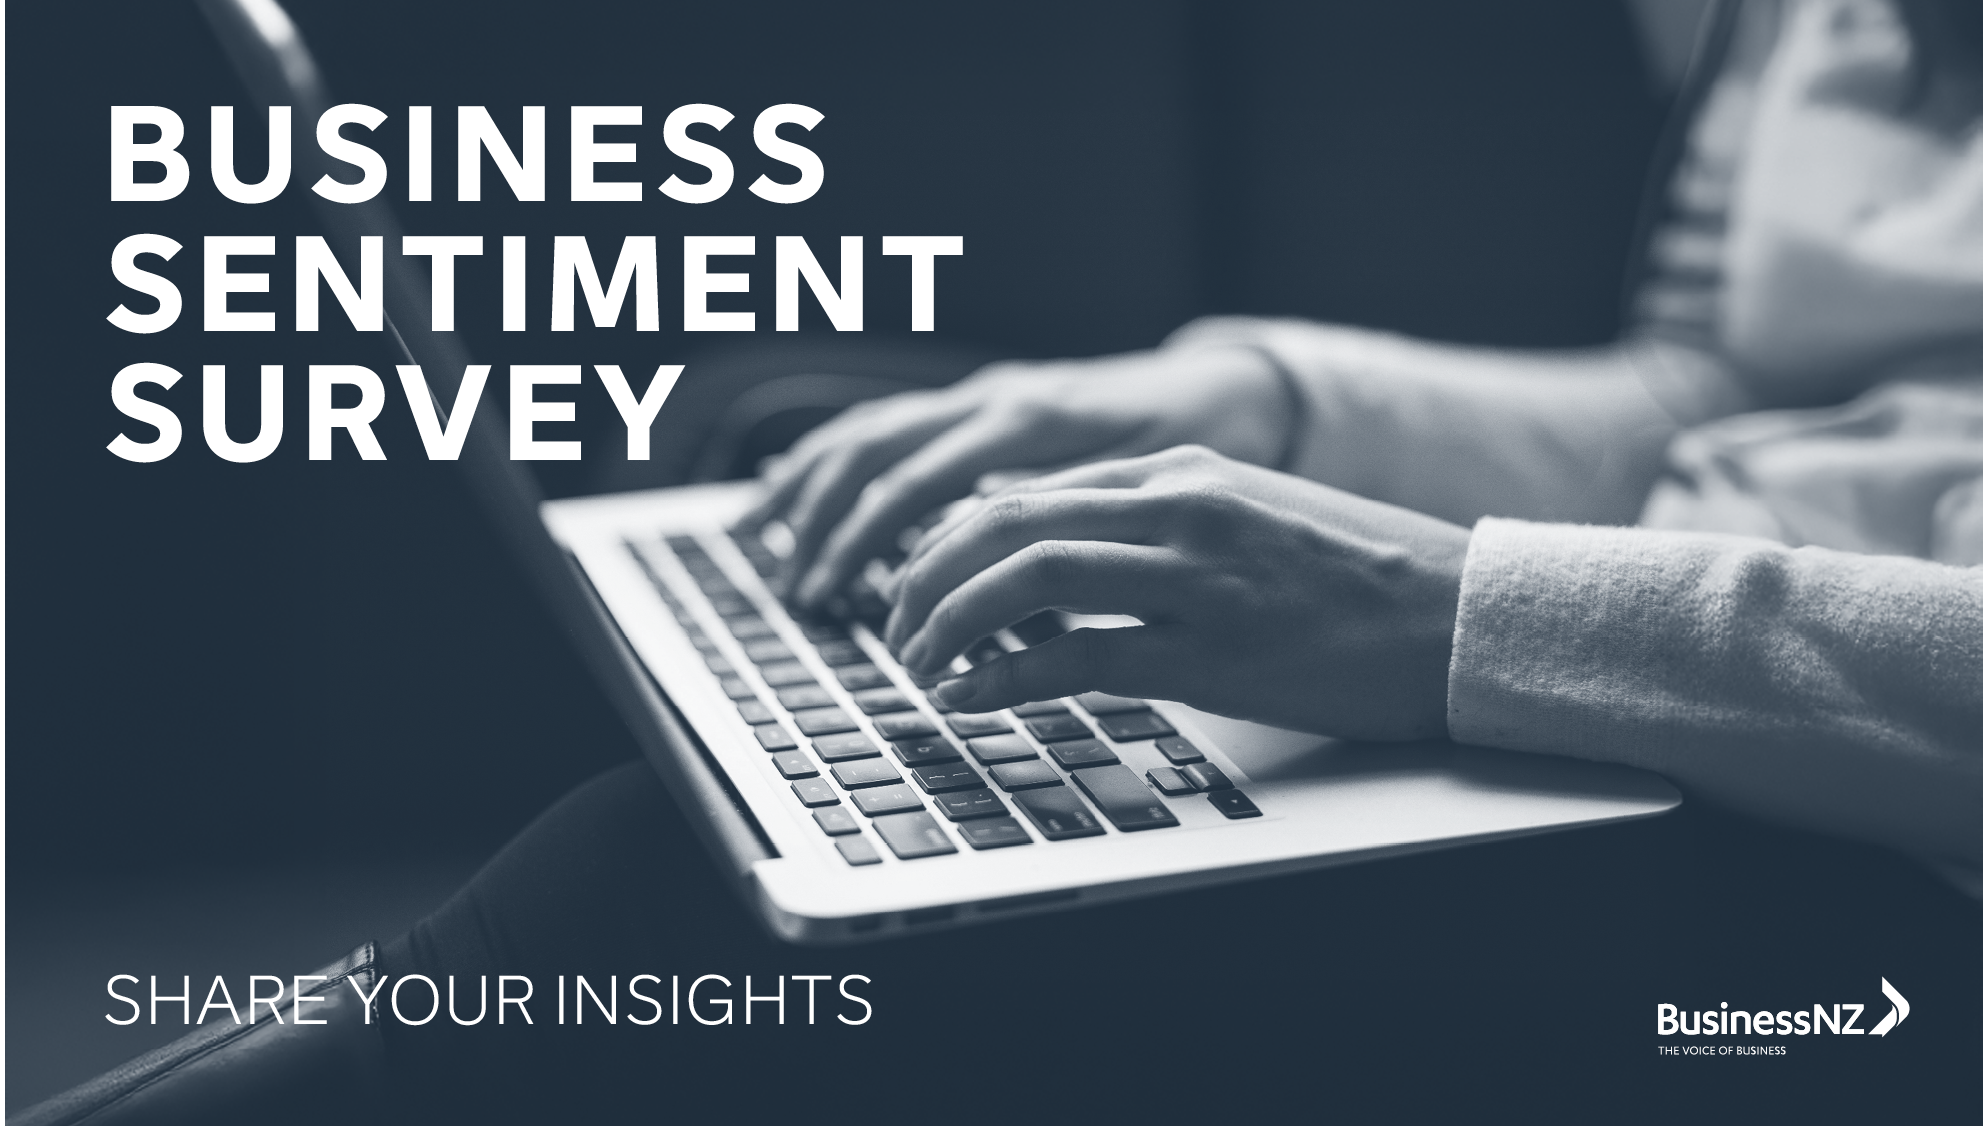 BUSINESS
SENTIMENT
SURVEY
SHARE YOUR INSIGHTS
BusinessNZ
THE VOICE OF BUSINESS